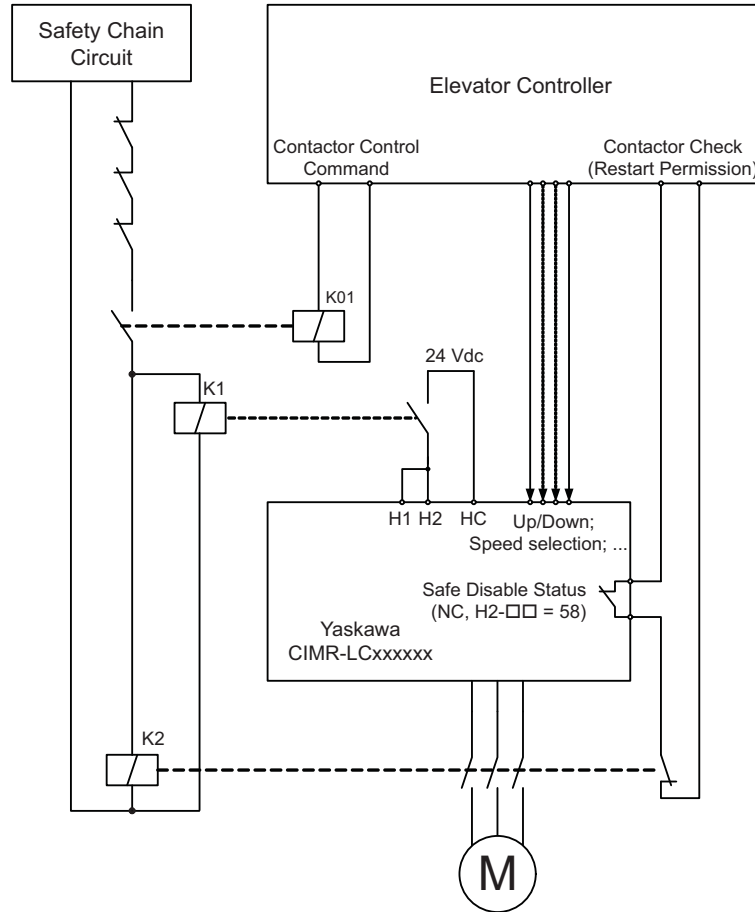 Safety Chain
Circuit
Elevator Controller
Contactor Control
Command
Contactor Check
(Restart Permission)
K01
24 Vdc
K1
H1 H2 HC
Up/Down;
Speed selection; ...
Safe Disable Status
(NC, H2-□□ = 58)
Yaskawa
CIMR-LCxxxxxx
K2
M